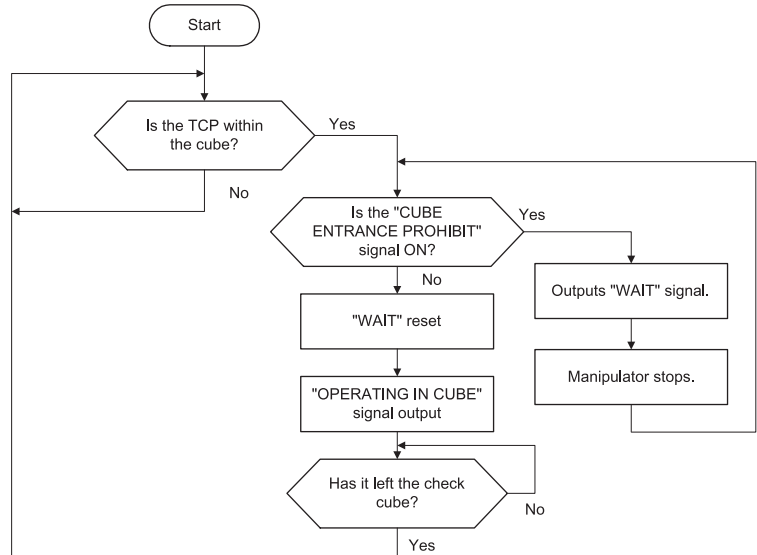 Start
Is the TCP within
the cube?
Yes
No
Is the "CUBE
ENTRANCE PROHIBIT"
signal ON?
Yes
No
Outputs "WAIT" signal.
"WAIT" reset
Manipulator stops.
"OPERATING IN CUBE"
signal output
Has it left the check
cube?
No
Yes